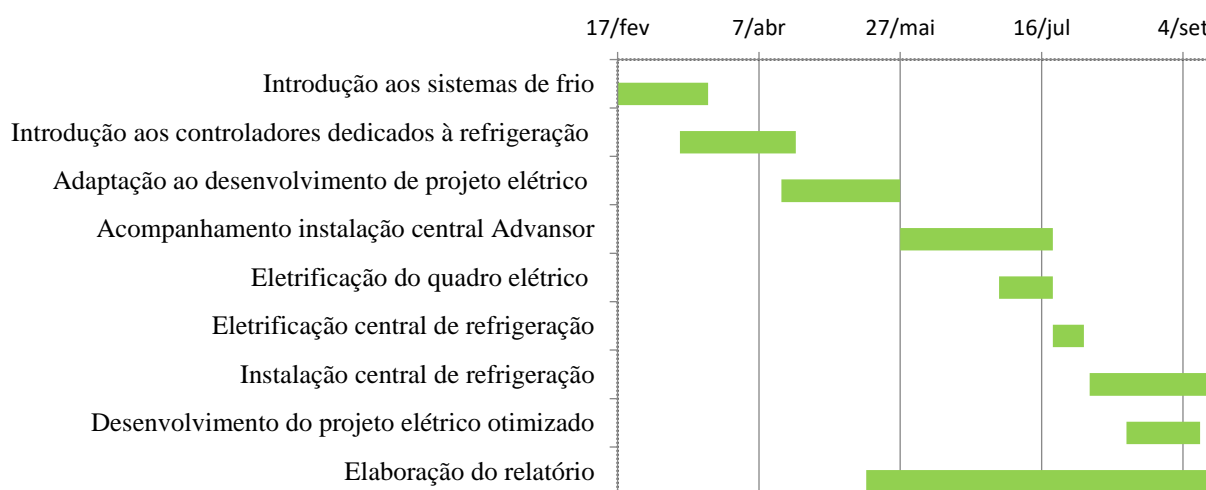 17/fev 7/abr 27/mai 16/jul 4/set
Introdução aos sistemas de frio
Introdução aos controladores dedicados à refrigeração
Adaptação ao desenvolvimento de projeto elétrico
Acompanhamento instalação central Advansor
Eletrificação do quadro elétrico
Eletrificação central de refrigeração
Instalação central de refrigeração
Desenvolvimento do projeto elétrico otimizado
Elaboração do relatório